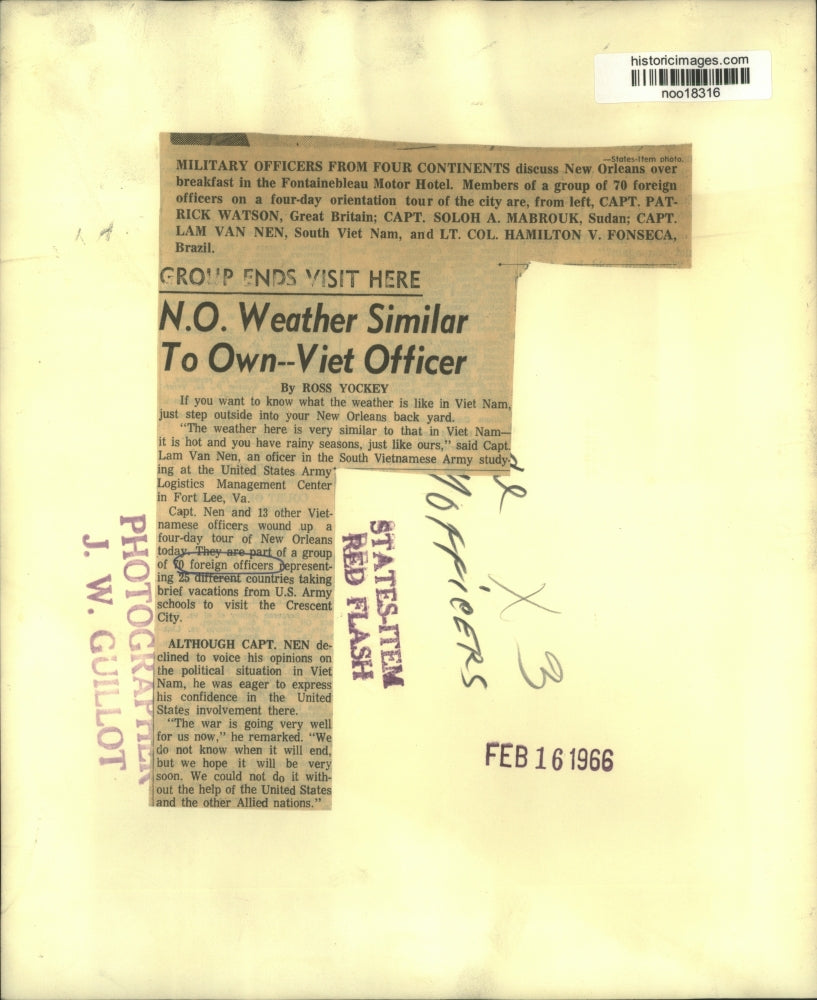 historicimages.com
noo18316
—States-Item photo.
MILITARY OFFICERS FROM FOUR CONTINENTS discuss New Orleans over
breakfast in the Fontainebleau Motor Hotel. Members of a group of 70 foreign
officers on a four-day orientation tour of the city are, from left, CAPT. PAT-
RICK WATSON, Great Britain; CAPT. SOLOH A. MABROUK, Sudan; CAPT.
LAM VAN NEN, South Viet Nam, and LT. COL. HAMILTON V. FONSECA,
Brazil.
GROUP ENDS VISIT HERE
N.O. Weather Similar
To Own--Viet Officer
By ROSS YOCKEY
If you want to know what the weather is like in Viet Nam,
just step outside into your New Orleans back yard.
"The weather here is very similar to that in Viet Nam—
it is hot and you have rainy seasons, just like ours," said Capt.
Lam Van Nen, an oficer in the South Vietnamese Army study-
ing at the United States Army
Logistics Management Center
in Fort Lee, Va.
Capt. Nen and 13 other Viet-
namese officers wound up a
four-day tour of New Orleans
today. They are part of a group
of 70 foreign officers represent-
ing 25 different countries taking
brief vacations from U.S. Army
schools to visit the Crescent
City.
ALTHOUGH CAPT. NEN de-
clined to voice his opinions on
the political situation in Viet
Nam, he was eager to express
his confidence in the United
States involvement there.
"The war is going very well
for us now," he remarked. "We
do not know when it will end,
but we hope it will be very
soon. We could not do it with-
out the help of the United States
and the other Allied nations."
PHOTOGRAPHER
J. W. GUILLOT
STATES-ITEM
RED FLASH
OFFICERS
X 3
FEB 16 1966